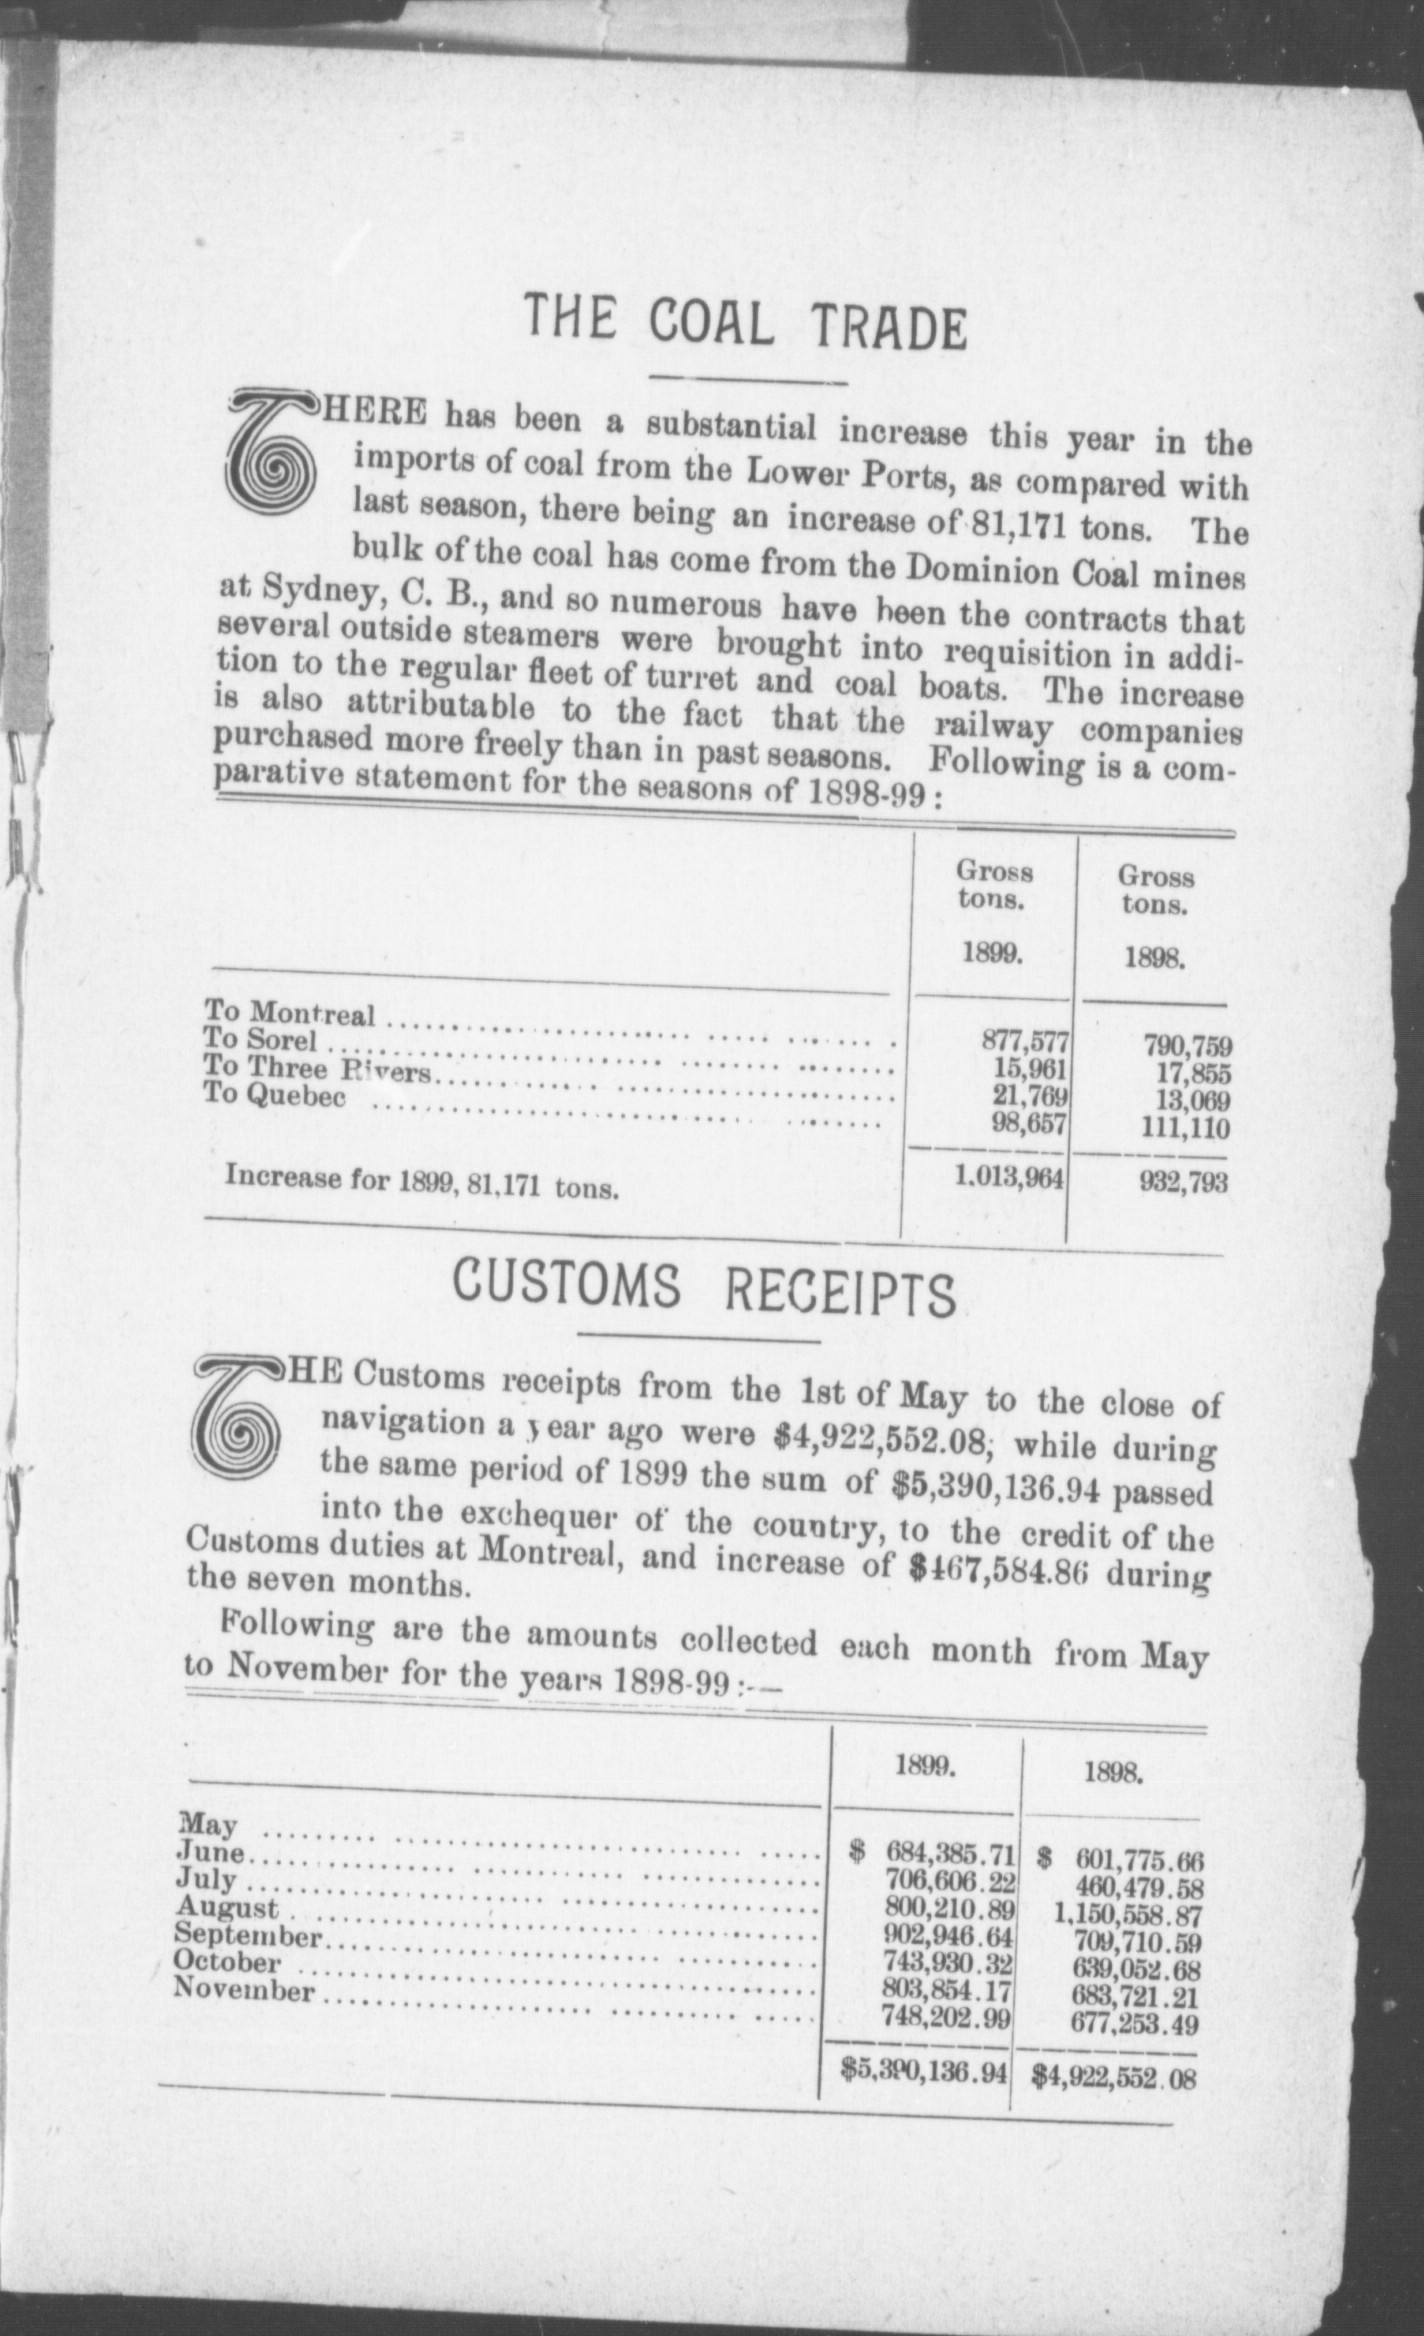 THE COAL TRADE
THERE has been a substantial increase this year in the
imports of coal from the Lower Ports, as compared with
last season, there being an increase of 81,171 tons. The
bulk of the coal has come from the Dominion Coal mines
at Sydney, C. B., and so numerous have been the contracts that
several outside steamers were brought into requisition in addi-
tion to the regular fleet of turret and coal boats. The increase
is also attributable to the fact that the railway companies
purchased more freely than in past seasons. Following is a com-
parative statement for the seasons of 1898-99 :
Gross tons. 1899. Gross tons. 1898.
To Montreal 877,577 790,759
To Sorel 15,961 17,855
To Three Rivers 21,769 13,069
To Quebec 98,657 111,110
Increase for 1899, 81,171 tons. 1.013,964 932,793
CUSTOMS RECEIPTS
THE Customs receipts from the 1st of May to the close of
navigation a year ago were $4,922,552.08; while during
the same period of 1899 the sum of $5,390,136.94 passed
into the exchequer of the country, to the credit of the
Customs duties at Montreal, and increase of $467,584.86 during
the seven months.
Following are the amounts collected each month from May
to November for the years 1898-99 :—
1899. 1898.
May $ 684,385.71 $ 601,775.66
June 706,606.22 460,479.58
July 800,210.89 1,150,558.87
August 902,946.64 709,710.59
September 743,930.32 639,052.68
October 803,854.17 683,721.21
November 748,202.99 677,253.49
$5,390,136.94 $4,922,552.08